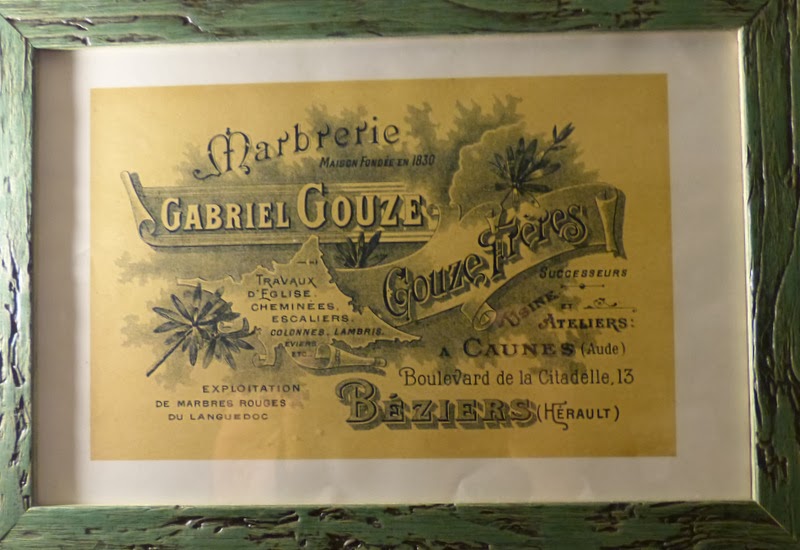 Marbrerie
MAISON FONDÉE EN 1830
GABRIEL GOUZE
Gouze Frères
SUCCESSEURS
TRAVAUX
D'EGLISE.
CHEMINÉES.
ESCALIERS.
COLONNES. LAMBRIS.
EVIERS
ETC.
USINE ET
ATELIERS:
A CAUNES (Aude)
Boulevard de la Citadelle, 13
BÉZIERS (HÉRAULT)
EXPLOITATION
DE MARBRES ROUGES
DU LANGUEDOC